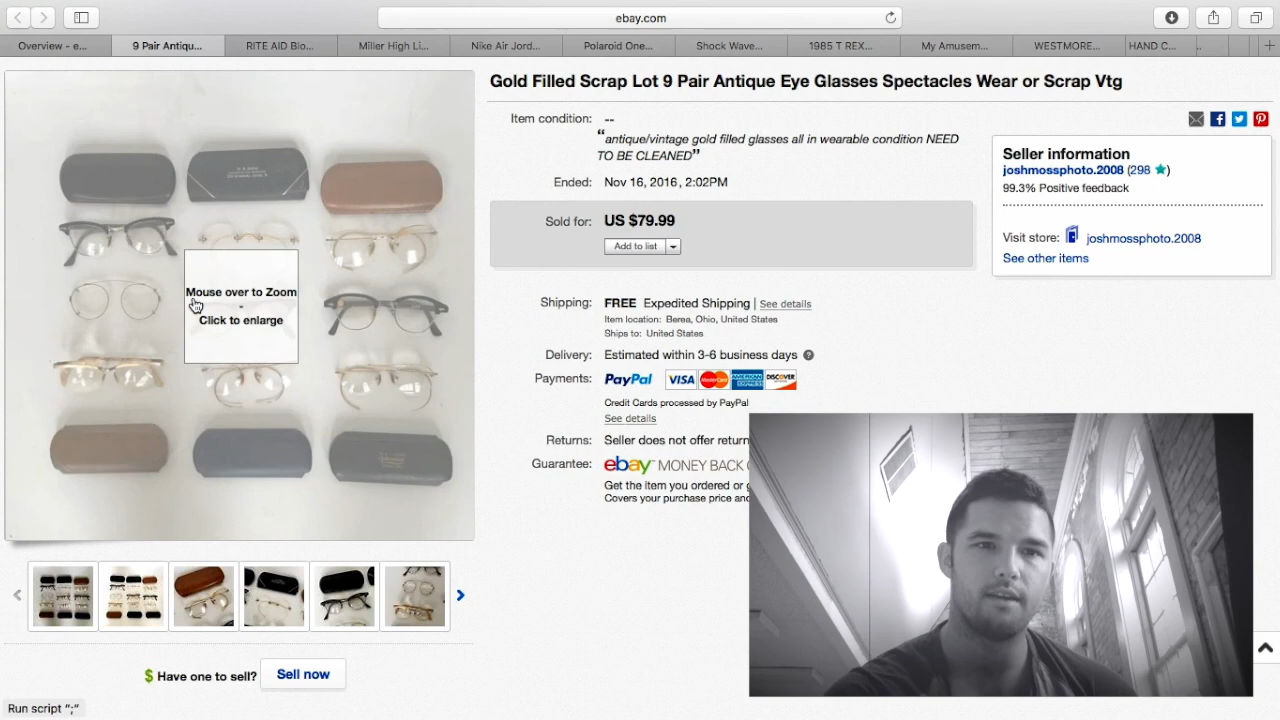 ebay.com
Overview - e...
9 Pair Antiqu...
RITE AID Blo...
Miller High Li...
Nike Air Jord...
Polaroid One...
Shock Wave...
1985 T REX...
My Amusem...
WESTMORE...
HAND C...
Gold Filled Scrap Lot 9 Pair Antique Eye Glasses Spectacles Wear or Scrap Vtg
Item condition: --
“antique/vintage gold filled glasses all in wearable condition NEED
TO BE CLEANED”
Ended: Nov 16, 2016 , 2:02PM
Sold for: US $79.99
Add to list
Seller information
joshmossphoto.2008 (298 ★)
99.3% Positive feedback
Visit store: joshmossphoto.2008
See other items
Shipping: FREE Expedited Shipping | See details
Item location: Berea, Ohio, United States
Ships to: United States
Delivery: Estimated within 3-6 business days
Payments: PayPal VISA MasterCard AMERICAN EXPRESS DISCOVER
Credit Cards processed by PayPal
See details
Returns: Seller does not offer return
Guarantee: ebay MONEY BACK
Get the item you ordered or
Covers your purchase price and
Mouse over to Zoom
-
Click to enlarge
$ Have one to sell? Sell now
Run script ";"